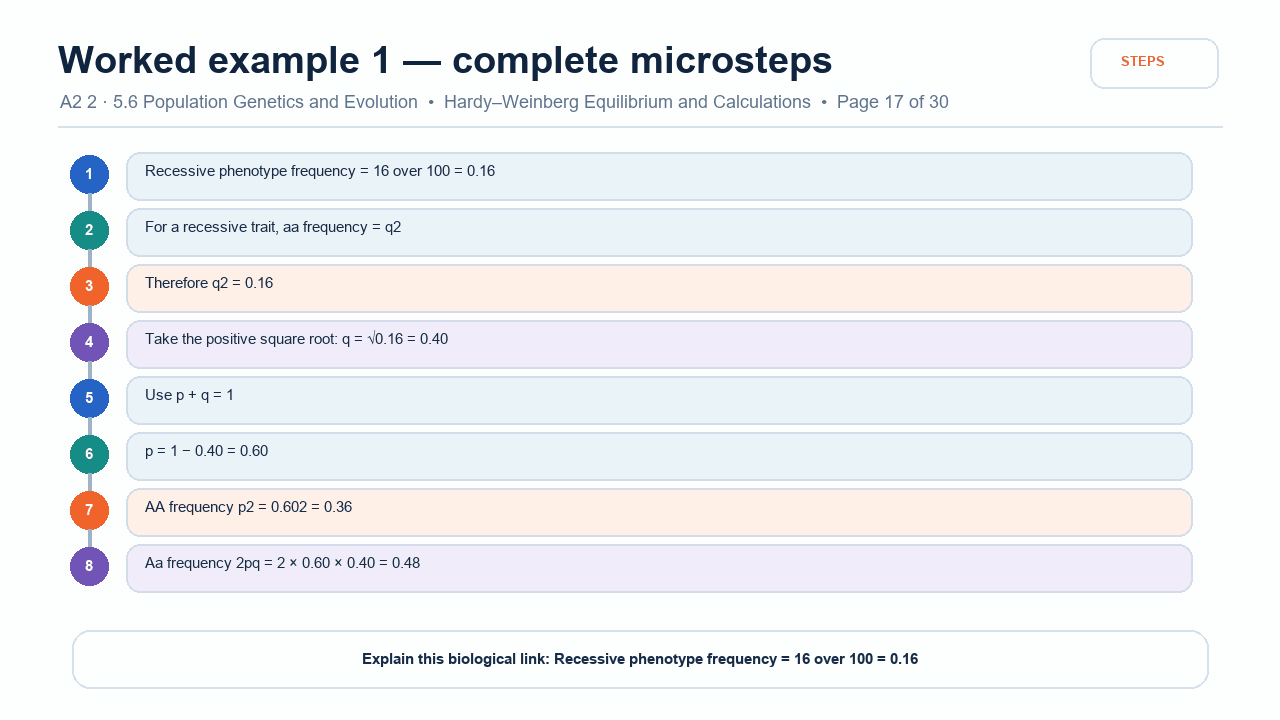 Worked example 1 — complete microsteps
STEPS
A2 2 · 5.6 Population Genetics and Evolution • Hardy–Weinberg Equilibrium and Calculations • Page 17 of 30
1 Recessive phenotype frequency = 16 over 100 = 0.16
2 For a recessive trait, aa frequency = q2
3 Therefore q2 = 0.16
4 Take the positive square root: q = √0.16 = 0.40
5 Use p + q = 1
6 p = 1 − 0.40 = 0.60
7 AA frequency p2 = 0.602 = 0.36
8 Aa frequency 2pq = 2 × 0.60 × 0.40 = 0.48
Explain this biological link: Recessive phenotype frequency = 16 over 100 = 0.16